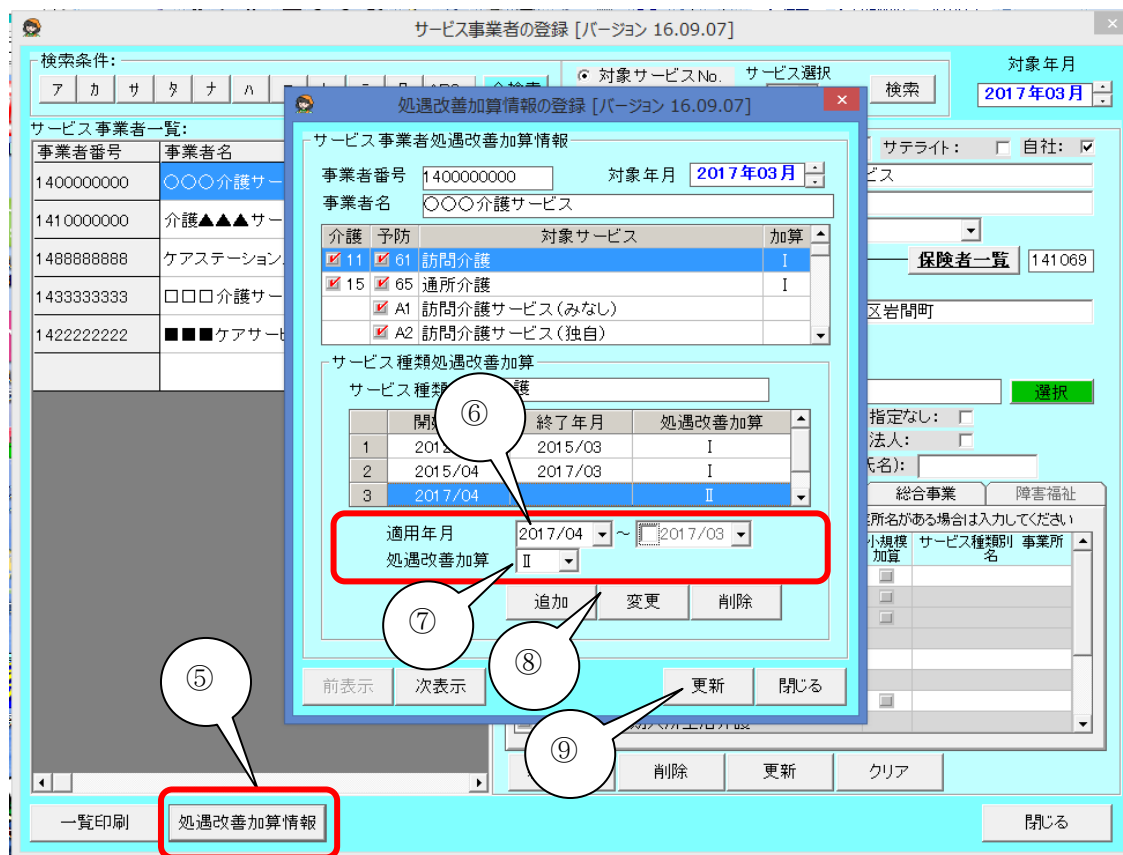 サービス事業者の登録 [バージョン 16.09.07]
検索条件:
ア カ サ タ ナ ハ
対象サービスNo. サービス選択
検索
対象年月
2017年03月
サービス事業者一覧:
事業者番号 事業者名
1400000000 〇〇〇介護サー
1410000000 介護▲▲▲サー
1488888888 ケアステーション
1433333333 □□□介護サー
1422222222 ■■■ケアサー
サテライト: 自社:
ビス
保険者一覧 141069
区岩間町
選択
指定なし:
法人:
氏名):
総合事業 障害福祉
業所名がある場合は入力してください
小規模加算 サービス種類別 事業所名
処遇改善加算情報の登録 [バージョン 16.09.07]
サービス事業者処遇改善加算情報
事業者番号 1400000000 対象年月 2017年03月
事業者名 〇〇〇介護サービス
介護 予防 対象サービス 加算
11 61 訪問介護 Ⅰ
15 65 通所介護 Ⅰ
A1 訪問介護サービス(みなし)
A2 訪問介護サービス(独自)
サービス種類処遇改善加算
サービス種 護
開 終了年月 処遇改善加算
1 2012 2015/03 Ⅰ
2 2015/04 2017/03 Ⅰ
3 2017/04 Ⅱ
適用年月 2017/04 ~ 2017/03
処遇改善加算 Ⅱ
追加 変更 削除
前表示 次表示 更新 閉じる
削除 更新 クリア
一覧印刷 処遇改善加算情報 閉じる
⑤
⑥
⑦
⑧
⑨